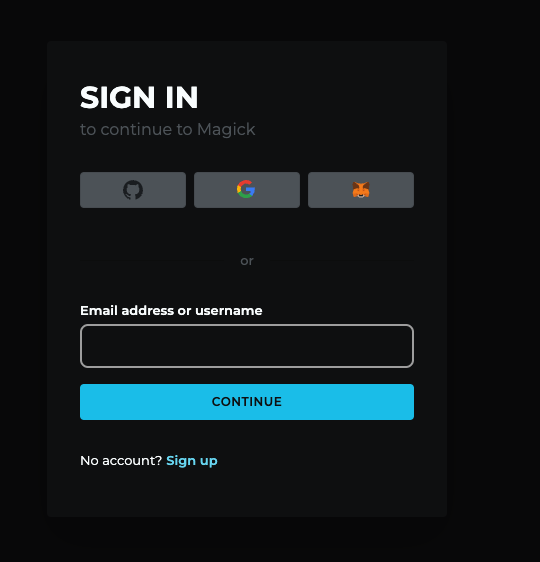 SIGN IN
to continue to Magick
or
Email address or username
CONTINUE
No account? Sign up